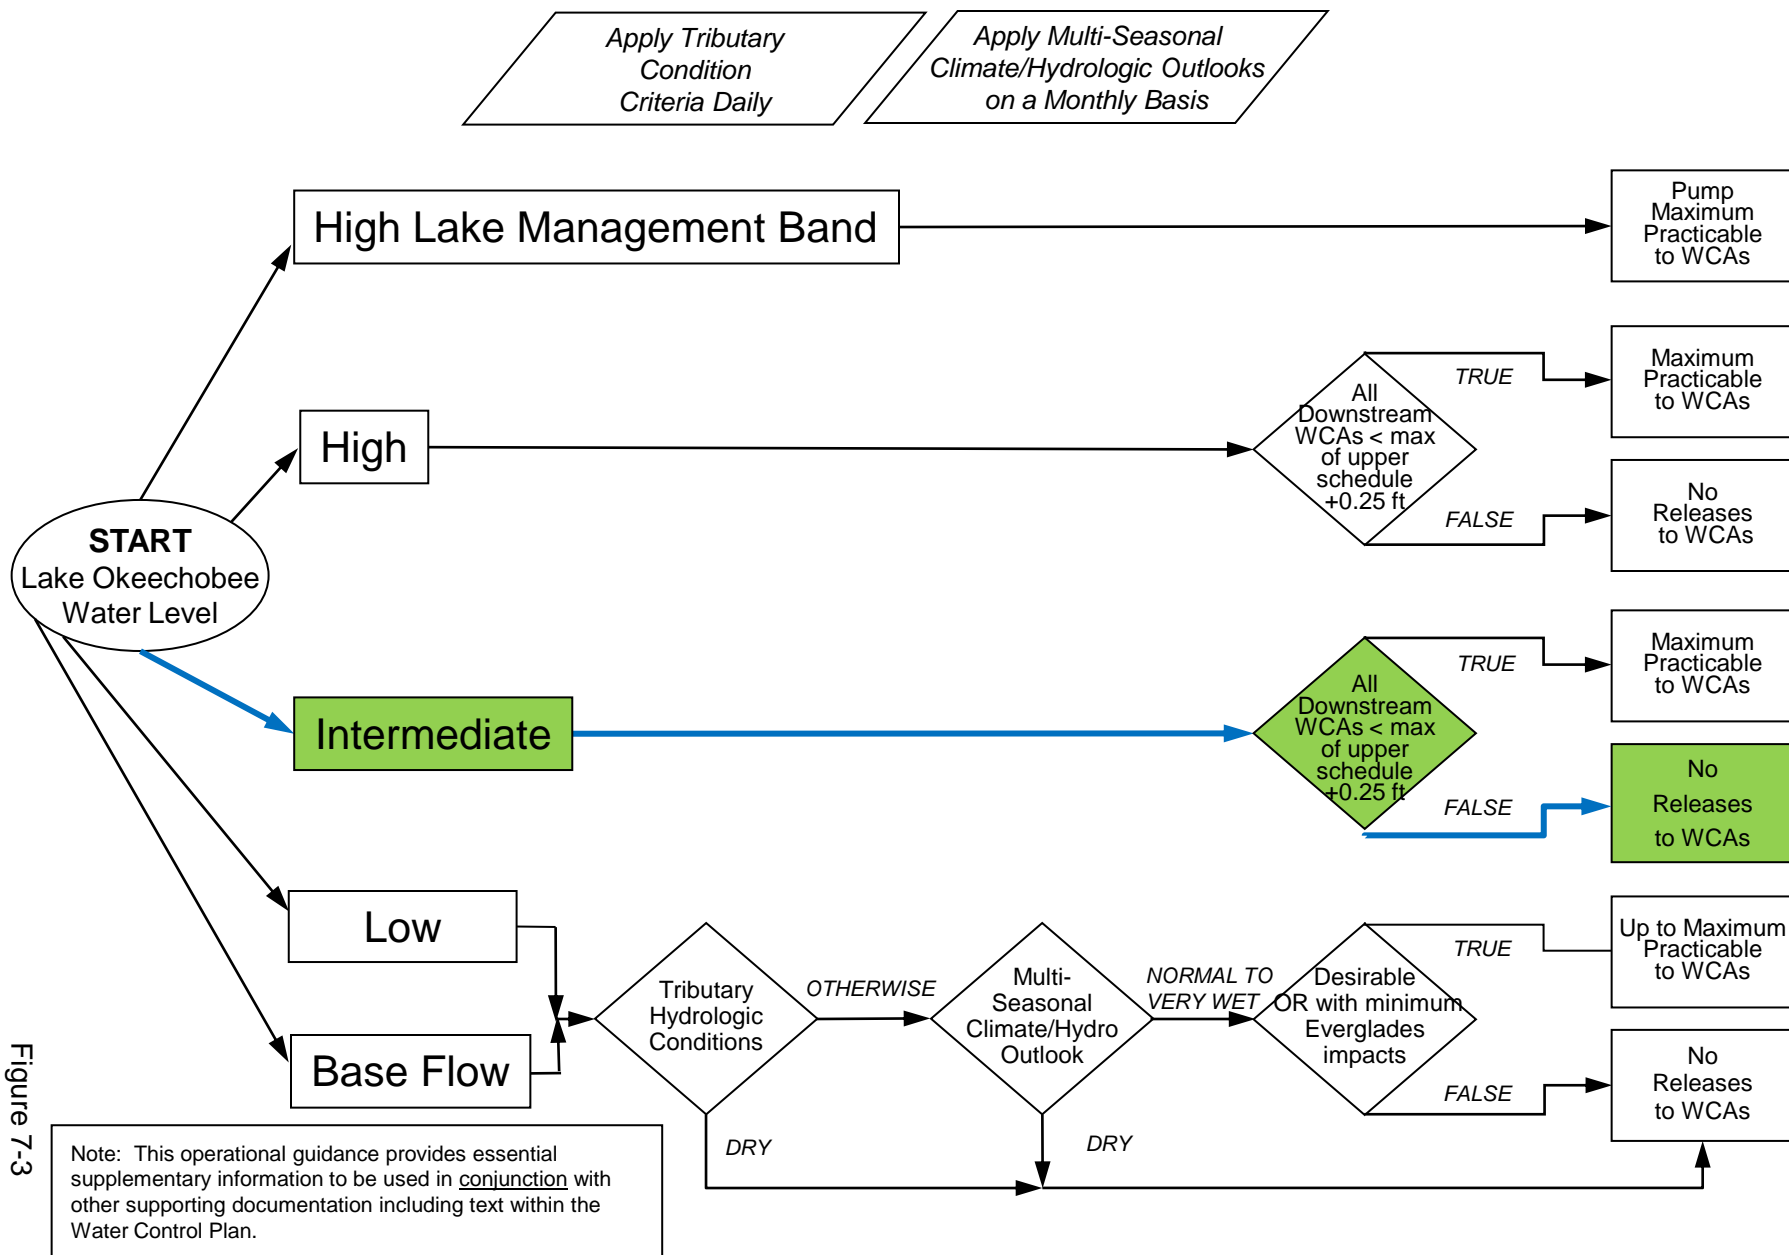 Apply Tributary
Condition
Criteria Daily
Apply Multi-Seasonal
Climate/Hydrologic Outlooks
on a Monthly Basis
High Lake Management Band
Pump
Maximum
Practicable
to WCAs
High
All
Downstream
WCAs < max
of upper
schedule
+0.25 ft
TRUE
Maximum
Practicable
to WCAs
FALSE
No
Releases
to WCAs
START
Lake Okeechobee
Water Level
Intermediate
All
Downstream
WCAs < max
of upper
schedule
+0.25 ft
TRUE
Maximum
Practicable
to WCAs
FALSE
No
Releases
to WCAs
Low
Base Flow
Tributary
Hydrologic
Conditions
OTHERWISE
DRY
Multi-
Seasonal
Climate/Hydro
Outlook
NORMAL TO
VERY WET
DRY
Desirable
OR with minimum
Everglades
impacts
TRUE
Up to Maximum
Practicable
to WCAs
FALSE
No
Releases
to WCAs
Figure 7-3
Note: This operational guidance provides essential
supplementary information to be used in conjunction with
other supporting documentation including text within the
Water Control Plan.